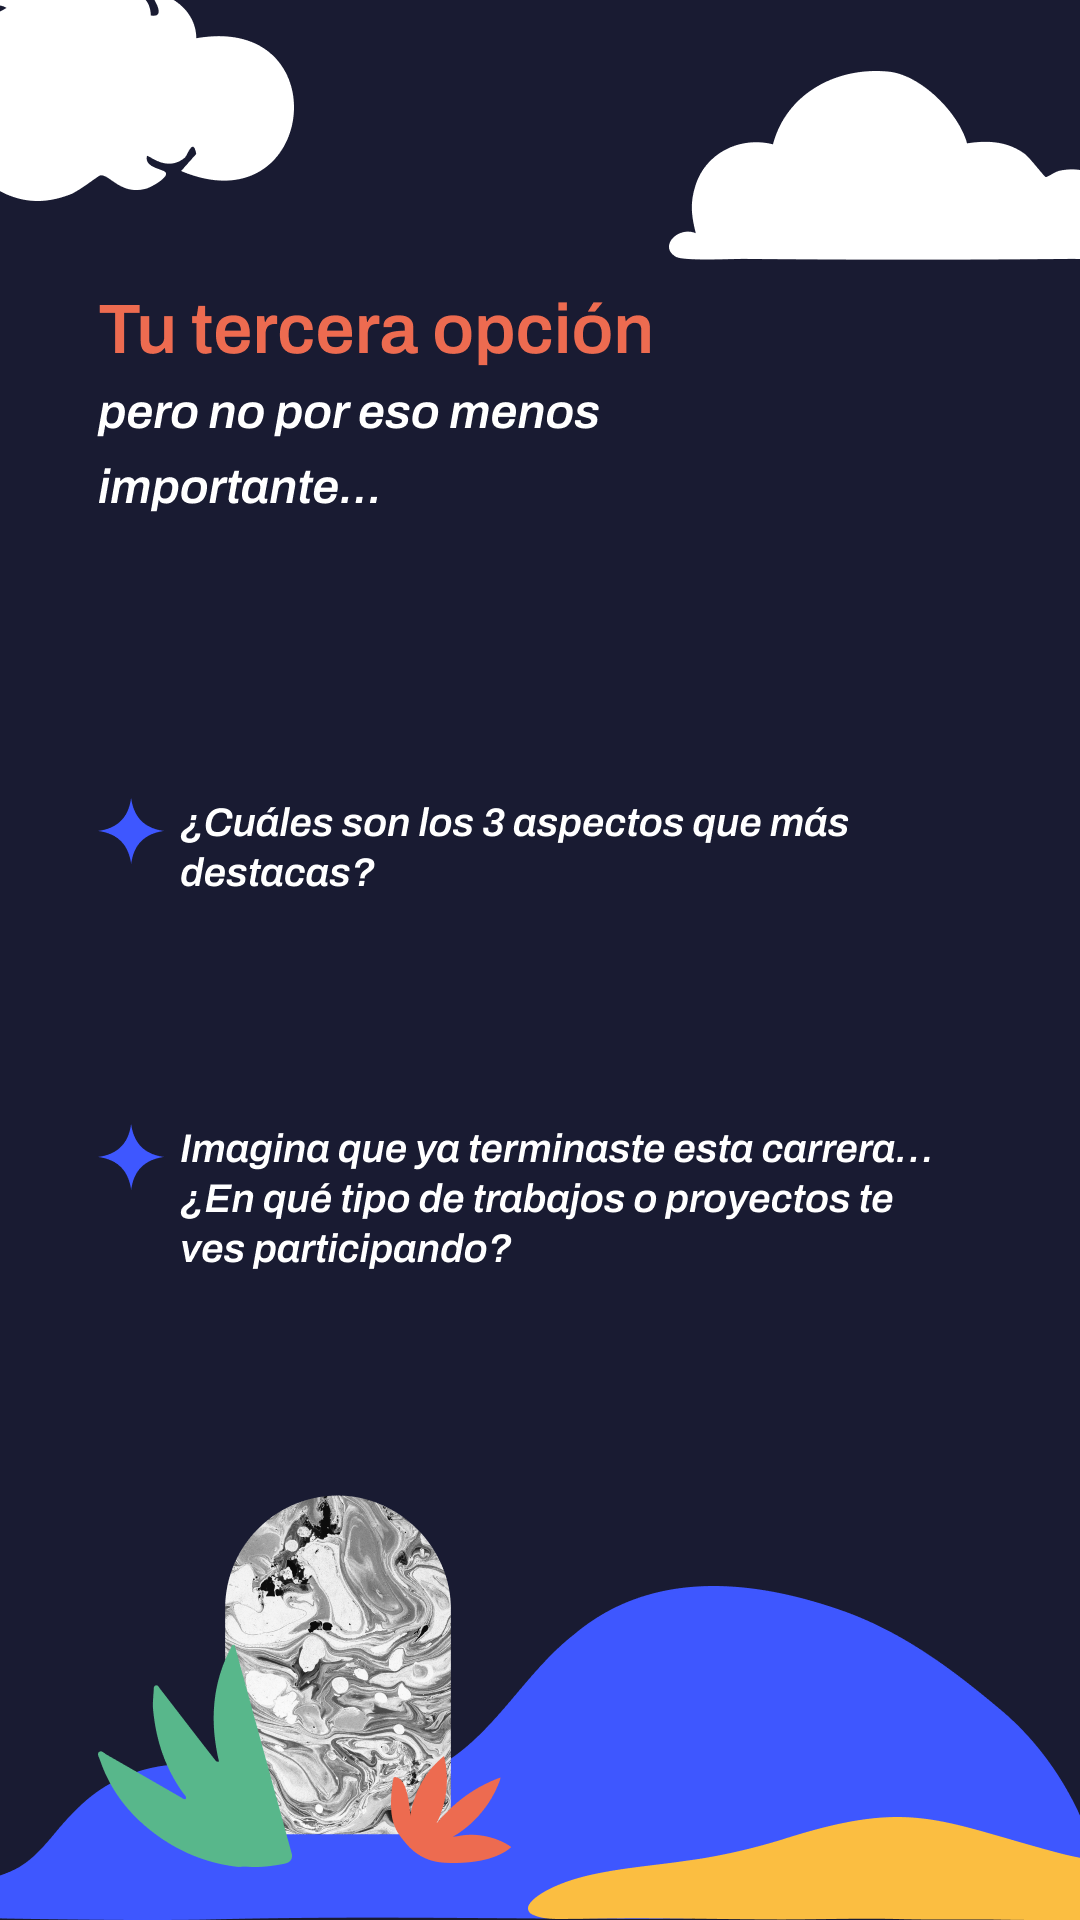 Tu tercera opción
pero no por eso menos
importante...
¿Cuáles son los 3 aspectos que más
destacas?
Imagina que ya terminaste esta carrera...
¿En qué tipo de trabajos o proyectos te
ves participando?